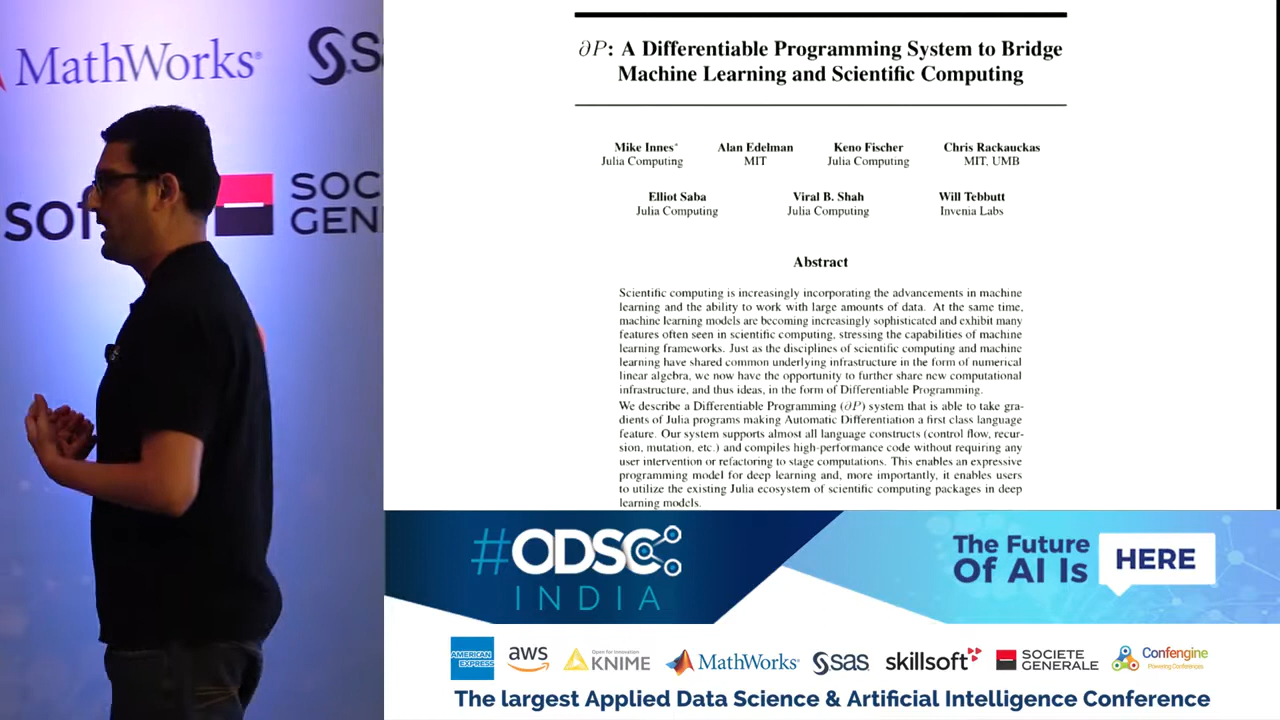 MathWorks®
SAS
soft
SOC
GENE
∂P: A Differentiable Programming System to Bridge
Machine Learning and Scientific Computing
Mike Innes* Alan Edelman Keno Fischer Chris Rackauckas
Julia Computing MIT Julia Computing MIT, UMB
Elliot Saba Viral B. Shah Will Tebbutt
Julia Computing Julia Computing Invenia Labs
Abstract
Scientific computing is increasingly incorporating the advancements in machine
learning and the ability to work with large amounts of data. At the same time,
machine learning models are becoming increasingly sophisticated and exhibit many
features often seen in scientific computing, stressing the capabilities of machine
learning frameworks. Just as the disciplines of scientific computing and machine
learning have shared common underlying infrastructure in the form of numerical
linear algebra, we now have the opportunity to further share new computational
infrastructure, and thus ideas, in the form of Differentiable Programming.
We describe a Differentiable Programming (∂P) system that is able to take gra-
dients of Julia programs making Automatic Differentiation a first class language
feature. Our system supports almost all language constructs (control flow, recur-
sion, mutation, etc.) and compiles high-performance code without requiring any
user intervention or refactoring to stage computations. This enables an expressive
programming model for deep learning and, more importantly, it enables users
to utilize the existing Julia ecosystem of scientific computing packages in deep
learning models.
#ODSC
INDIA
The Future
Of AI Is HERE
AMERICAN
EXPRESS
aws
Open for Innovation
KNIME
MathWorks®
SAS
skillsoft
SOCIETE
GENERALE
Confengine
Powering Conferences
The largest Applied Data Science & Artificial Intelligence Conference